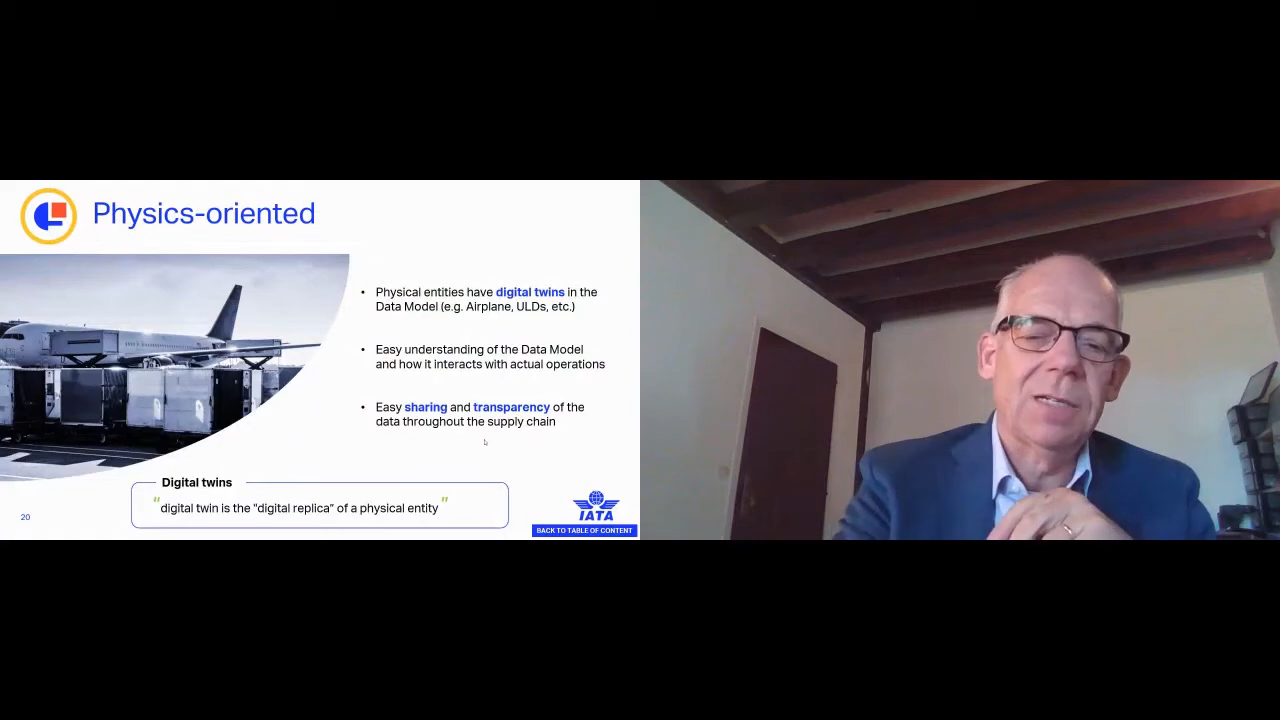 Physics-oriented
• Physical entities have digital twins in the
Data Model (e.g. Airplane, ULDs, etc.)
• Easy understanding of the Data Model
and how it interacts with actual operations
• Easy sharing and transparency of the
data throughout the supply chain
Digital twins
"digital twin is the "digital replica" of a physical entity"
20
IATA
BACK TO TABLE OF CONTENT